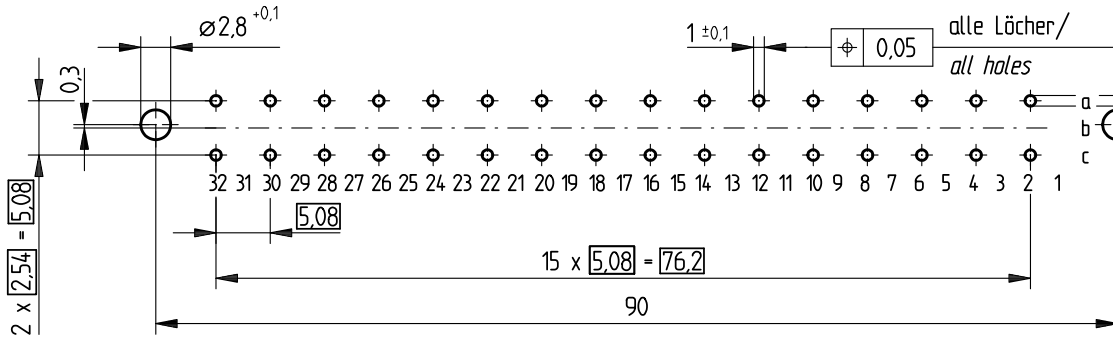 ⌀2,8 +0,1
1 ±0,1
⌖ 0,05
alle Löcher/
all holes
0,3
a
b
c
32 31 30 29 28 27 26 25 24 23 22 21 20 19 18 17 16 15 14 13 12 11 10 9 8 7 6 5 4 3 2 1
5,08
2 x 2,54 = 5,08
15 x 5,08 = 76,2
90